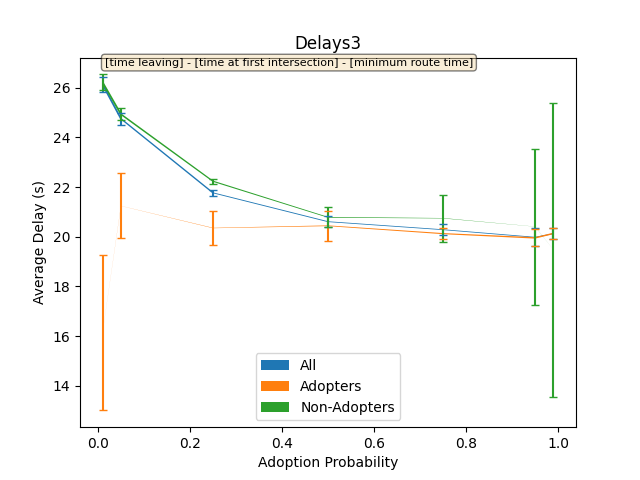 Delays3
[time leaving] - [time at first intersection] - [minimum route time]
26
24
22
20
18
16
14
Average Delay (s)
All
Adopters
Non-Adopters
0.0 0.2 0.4 0.6 0.8 1.0
Adoption Probability